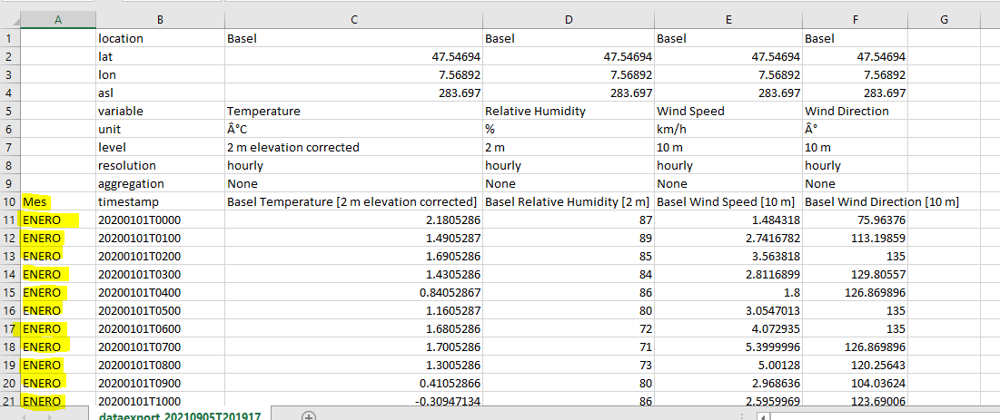 A B C D E F G
1 location Basel Basel Basel Basel
2 lat 47.54694 47.54694 47.54694 47.54694
3 lon 7.56892 7.56892 7.56892 7.56892
4 asl 283.697 283.697 283.697 283.697
5 variable Temperature Relative Humidity Wind Speed Wind Direction
6 unit Â°C % km/h Â°
7 level 2 m elevation corrected 2 m 10 m 10 m
8 resolution hourly hourly hourly hourly
9 aggregation None None None None
10 Mes timestamp Basel Temperature [2 m elevation corrected] Basel Relative Humidity [2 m] Basel Wind Speed [10 m] Basel Wind Direction [10 m]
11 ENERO 20200101T0000 2.1805286 87 1.484318 75.96376
12 ENERO 20200101T0100 1.4905287 89 2.7416782 113.19859
13 ENERO 20200101T0200 1.6905286 85 3.563818 135
14 ENERO 20200101T0300 1.4305286 84 2.8116899 129.80557
15 ENERO 20200101T0400 0.84052867 86 1.8 126.869896
16 ENERO 20200101T0500 1.1605287 80 3.0547013 135
17 ENERO 20200101T0600 1.6805286 72 4.072935 135
18 ENERO 20200101T0700 1.7005286 71 5.3999996 126.869896
19 ENERO 20200101T0800 1.3005286 73 5.00128 120.25643
20 ENERO 20200101T0900 0.41052866 80 2.968636 104.03624
21 ENERO 20200101T1000 -0.30947134 86 2.5959969 123.69006
dataexport_20210905T201917